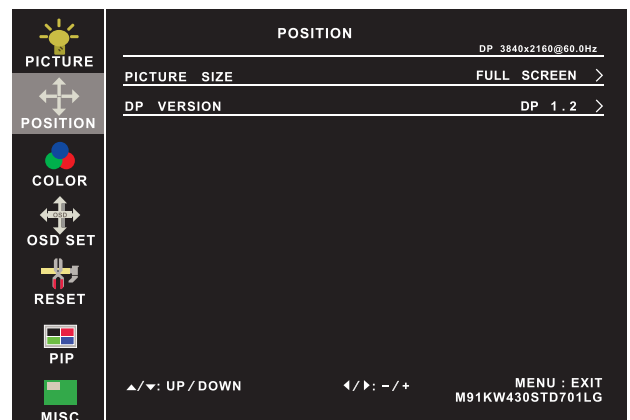 POSITION
DP 3840x2160@60.0Hz
PICTURE
PICTURE SIZE FULL SCREEN >
DP VERSION DP 1.2 >
POSITION
COLOR
OSD
OSD SET
RESET
PIP
▲/▼: UP/DOWN ◀/▶: -/+ MENU : EXIT
M91KW430STD701LG
MISC